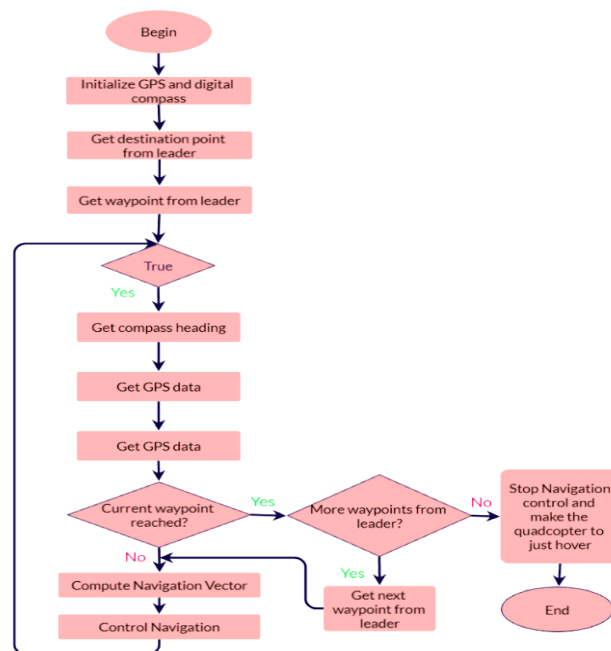 Begin
Initialize GPS and digital
compass
Get destination point
from leader
Get waypoint from leader
True
Yes
Get compass heading
Get GPS data
Get GPS data
Current waypoint
reached?
Yes
More waypoints from
leader?
No
Stop Navigation
control and
make the
quadcopter to
just hover
No
Yes
Compute Navigation Vector
Get next
waypoint from
leader
Control Navigation
End